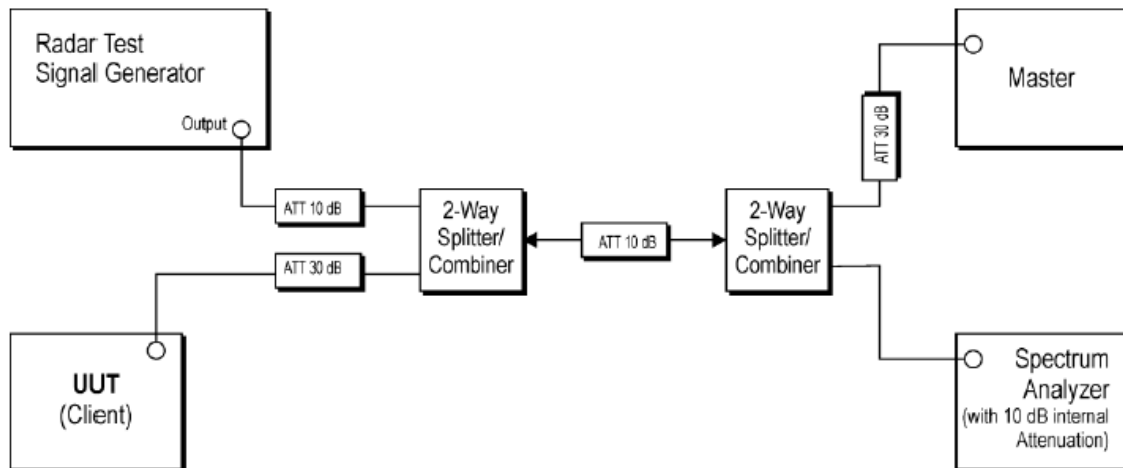 Radar Test
Signal Generator
Output
ATT 10 dB
ATT 30 dB
UUT
(Client)
2-Way
Splitter/
Combiner
ATT 10 dB
2-Way
Splitter/
Combiner
ATT 30 dB
Master
Spectrum
Analyzer
(with 10 dB internal
Attenuation)